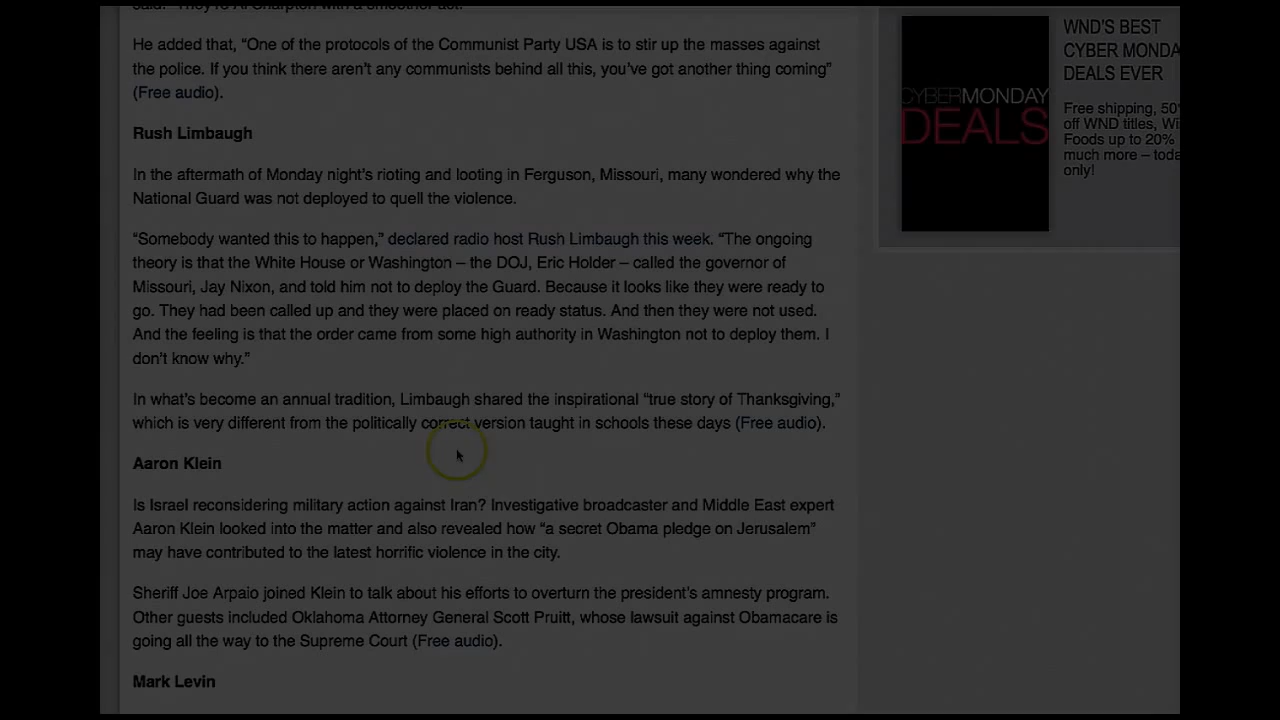 said. "They're Al Sharpton with a smoother act."
He added that, “One of the protocols of the Communist Party USA is to stir up the masses against
the police. If you think there aren’t any communists behind all this, you’ve got another thing coming”
(Free audio).
Rush Limbaugh
In the aftermath of Monday night’s rioting and looting in Ferguson, Missouri, many wondered why the
National Guard was not deployed to quell the violence.
“Somebody wanted this to happen,” declared radio host Rush Limbaugh this week. “The ongoing
theory is that the White House or Washington – the DOJ, Eric Holder – called the governor of
Missouri, Jay Nixon, and told him not to deploy the Guard. Because it looks like they were ready to
go. They had been called up and they were placed on ready status. And then they were not used.
And the feeling is that the order came from some high authority in Washington not to deploy them. I
don’t know why.”
In what’s become an annual tradition, Limbaugh shared the inspirational “true story of Thanksgiving,”
which is very different from the politically correct version taught in schools these days (Free audio).
Aaron Klein
Is Israel reconsidering military action against Iran? Investigative broadcaster and Middle East expert
Aaron Klein looked into the matter and also revealed how “a secret Obama pledge on Jerusalem”
may have contributed to the latest horrific violence in the city.
Sheriff Joe Arpaio joined Klein to talk about his efforts to overturn the president’s amnesty program.
Other guests included Oklahoma Attorney General Scott Pruitt, whose lawsuit against Obamacare is
going all the way to the Supreme Court (Free audio).
Mark Levin
CYBERMONDAY
DEALS
WND'S BEST
CYBER MONDA
DEALS EVER
Free shipping, 50
off WND titles, Wi
Foods up to 20%
much more – toda
only!